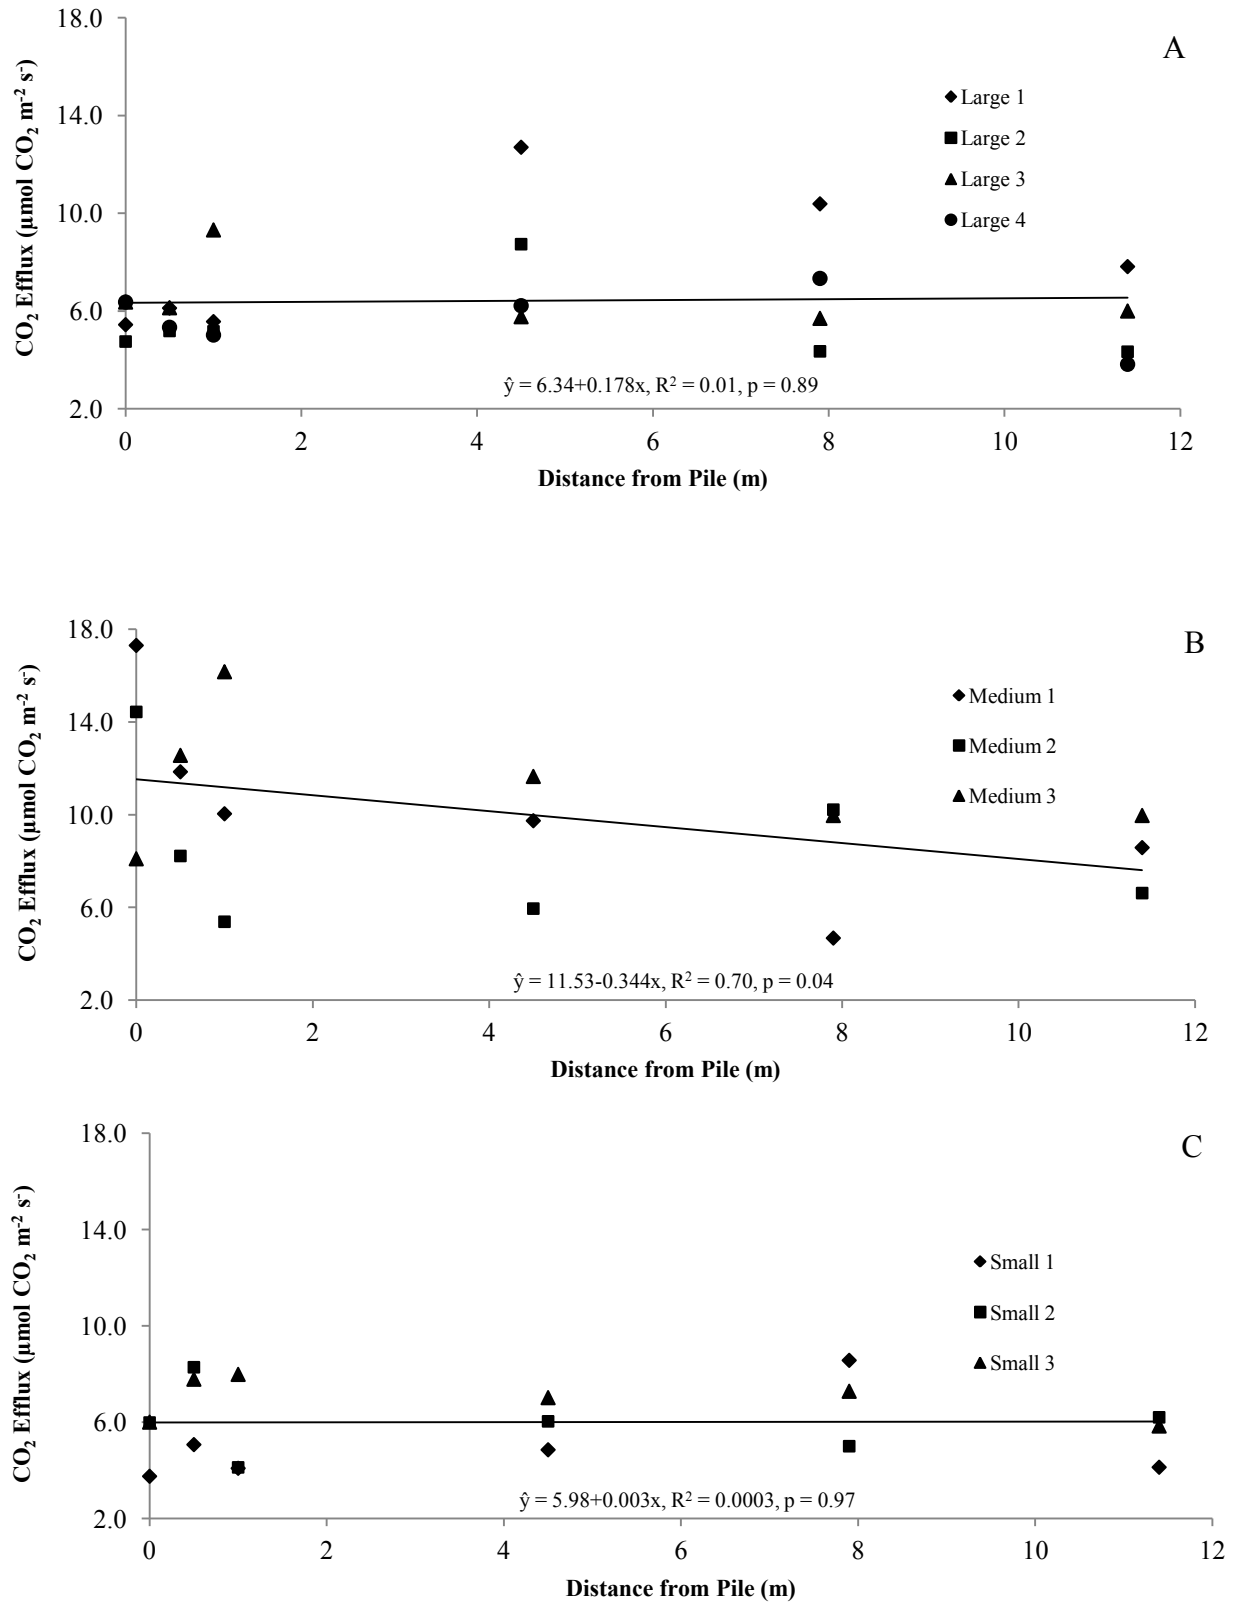 A
18.0
14.0
10.0
6.0
2.0
CO₂ Efflux (µmol CO₂ m⁻² s⁻)
Large 1
Large 2
Large 3
Large 4
ŷ = 6.34+0.178x, R² = 0.01, p = 0.89
0 2 4 6 8 10 12
Distance from Pile (m)
B
18.0
14.0
10.0
6.0
2.0
CO₂ Efflux (µmol CO₂ m⁻² s⁻)
Medium 1
Medium 2
Medium 3
ŷ = 11.53-0.344x, R² = 0.70, p = 0.04
0 2 4 6 8 10 12
Distance from Pile (m)
C
18.0
14.0
10.0
6.0
2.0
CO₂ Efflux (µmol CO₂ m⁻² s⁻)
Small 1
Small 2
Small 3
ŷ = 5.98+0.003x, R² = 0.0003, p = 0.97
0 2 4 6 8 10 12
Distance from Pile (m)